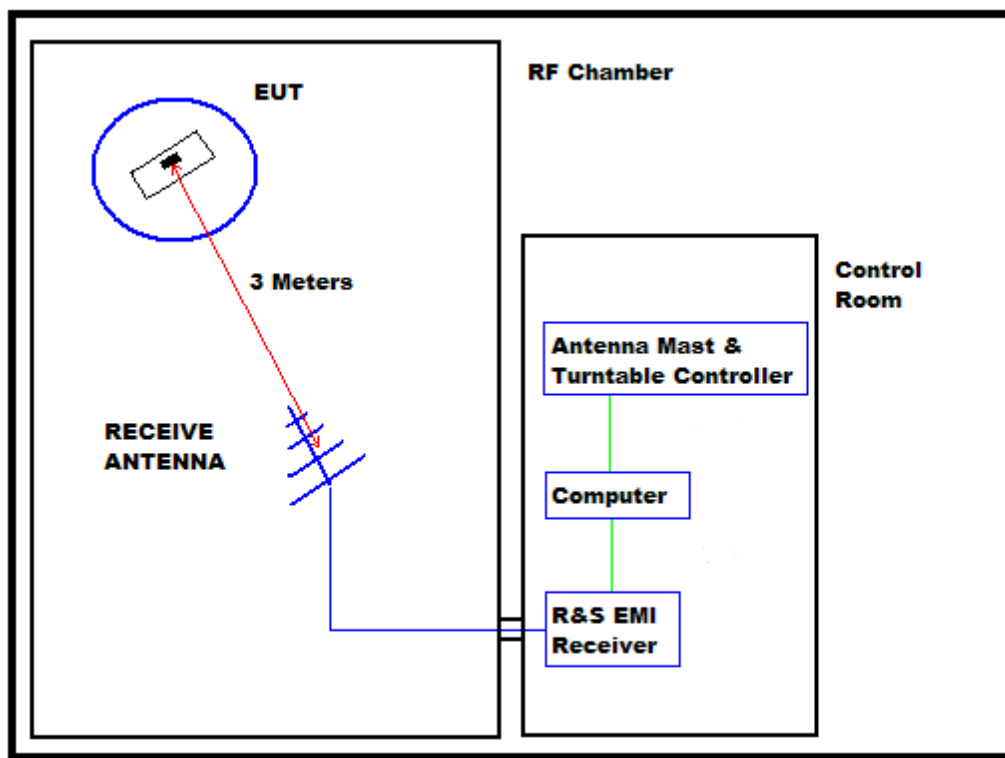 EUT
RF Chamber
3 Meters
RECEIVE
ANTENNA
Control
Room
Antenna Mast &
Turntable Controller
Computer
R&S EMI
Receiver